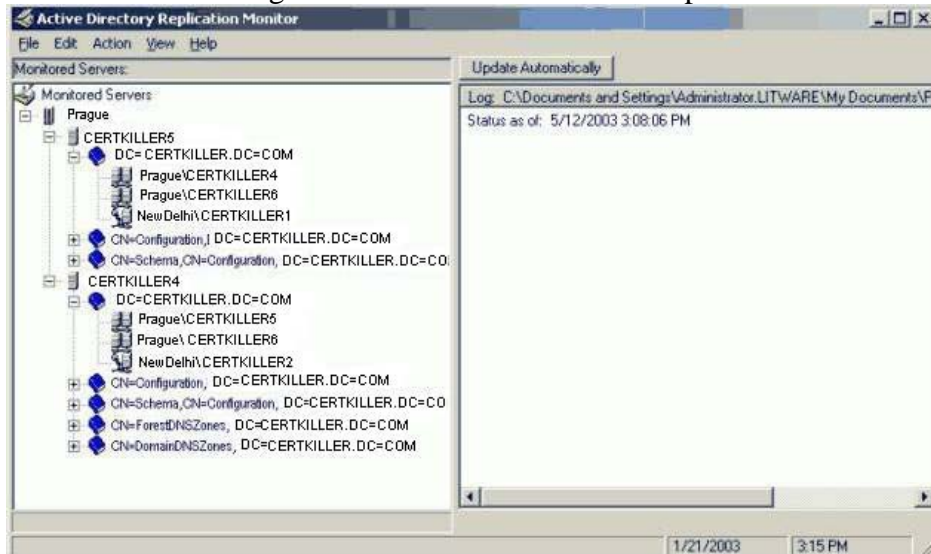 Active Directory Replication Monitor
File Edit Action View Help
Monitored Servers:
Update Automatically
Monitored Servers
Log: C:\Documents and Settings\Administrator.LITWARE\My Documents\F
Status as of: 5/12/2003 3:08:06 PM
Prague
CERTKILLER5
DC= CERTKILLER.DC=COM
Prague\CERTKILLER4
Prague\CERTKILLER6
NewDelhi\CERTKILLER1
CN=Configuration, DC=CERTKILLER.DC=COM
CN=Schema,CN=Configuration, DC=CERTKILLER.DC=CO
CERTKILLER4
DC=CERTKILLER.DC=COM
Prague\CERTKILLER5
Prague\ CERTKILLER6
NewDelhi\CERTKILLER2
CN=Configuration, DC=CERTKILLER.DC=COM
CN=Schema,CN=Configuration, DC=CERTKILLER.DC=CO
CN=ForestDNSZones, DC=CERTKILLER.DC=COM
CN=DomainDNSZones, DC=CERTKILLER.DC=COM
1/21/2003
3:15 PM